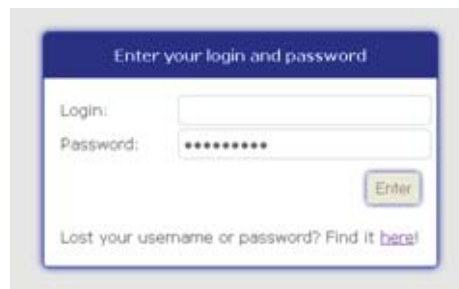 Enter your login and password
Login:
Password: •••••••••
Enter
Lost your username or password? Find it here!